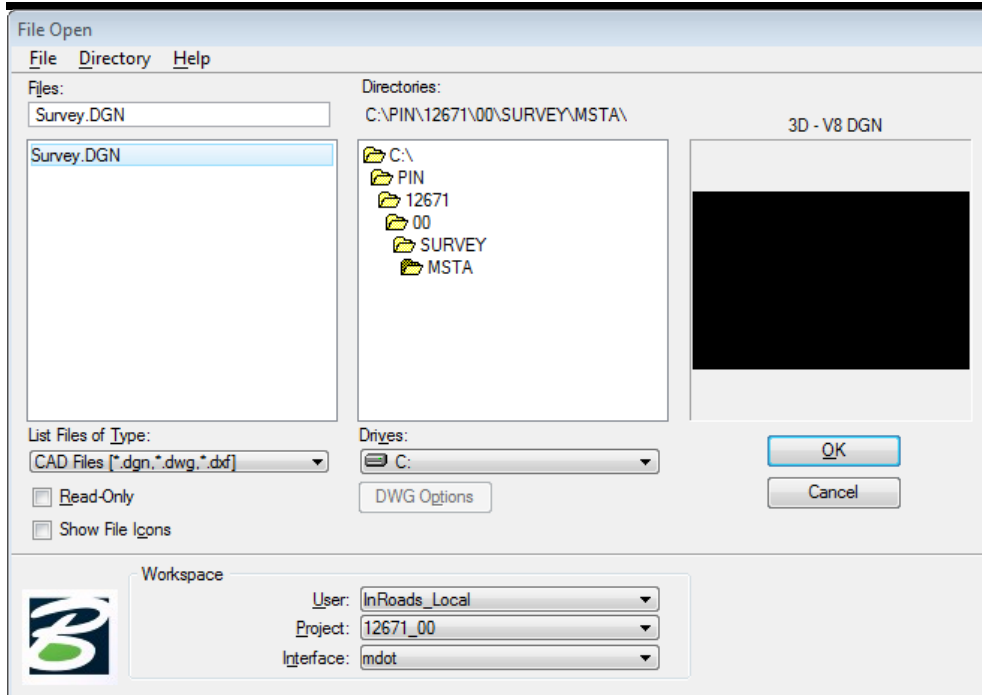 File Open
File Directory Help
Files:
Survey.DGN
Survey.DGN
List Files of Type:
CAD Files [*.dgn,*.dwg,*.dxf]
Read-Only
Show File Icons
Directories:
C:\PIN\12671\00\SURVEY\MSTA\
C:\
PIN
12671
00
SURVEY
MSTA
Drives:
C:
DWG Options
3D - V8 DGN
OK
Cancel
Workspace
User: InRoads_Local
Project: 12671_00
Interface: mdot